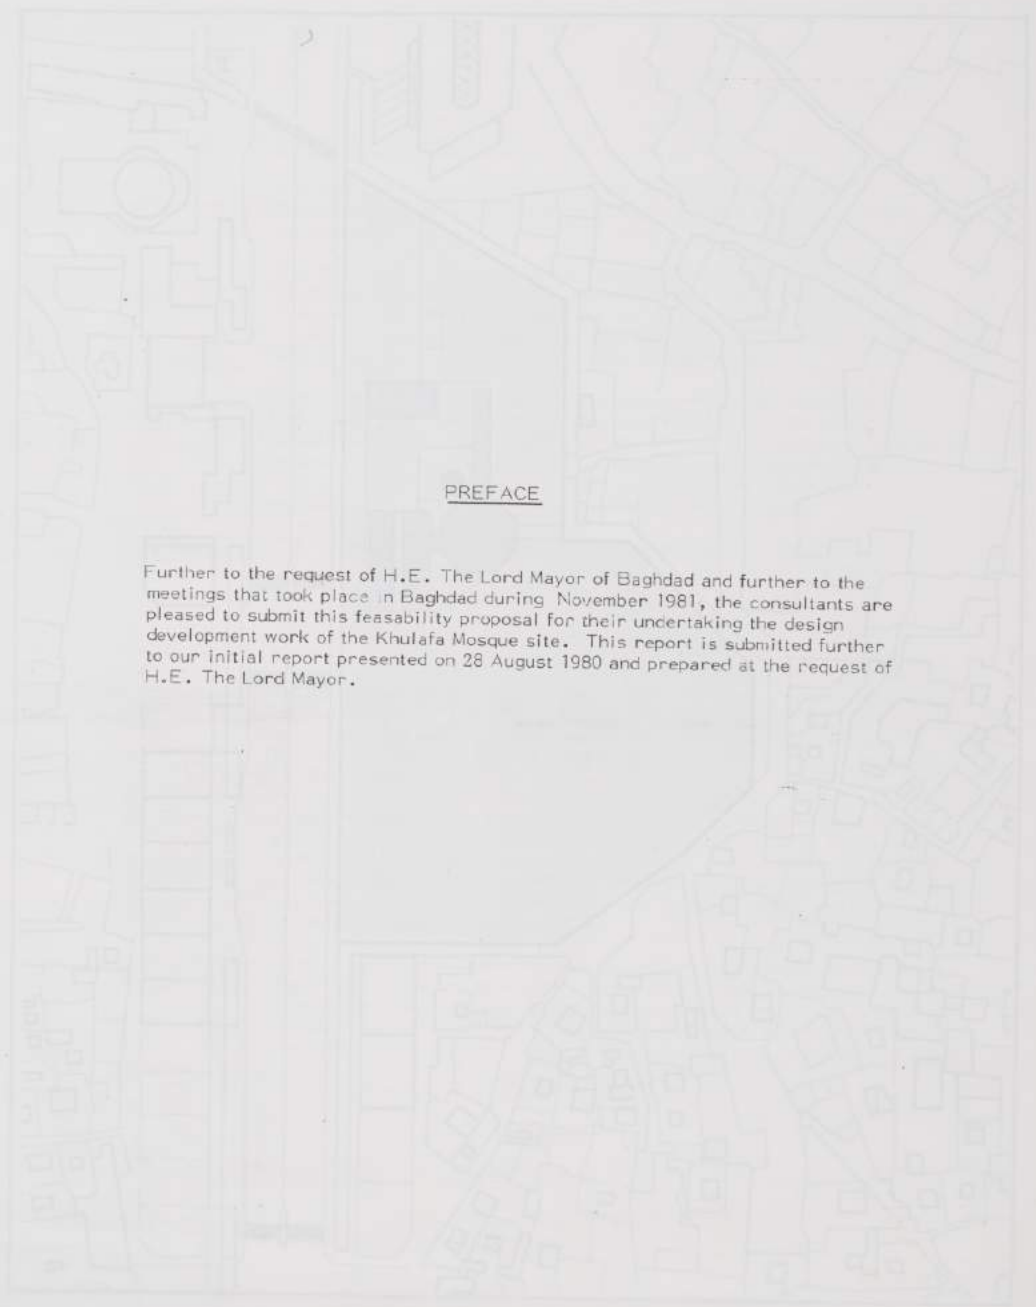 PREFACE
Further to the request of H.E. The Lord Mayor of Baghdad and further to the
meetings that took place in Baghdad during November 1981, the consultants are
pleased to submit this feasability proposal for their undertaking the design
development work of the Khulafa Mosque site. This report is submitted further
to our initial report presented on 28 August 1980 and prepared at the request of
H.E. The Lord Mayor.